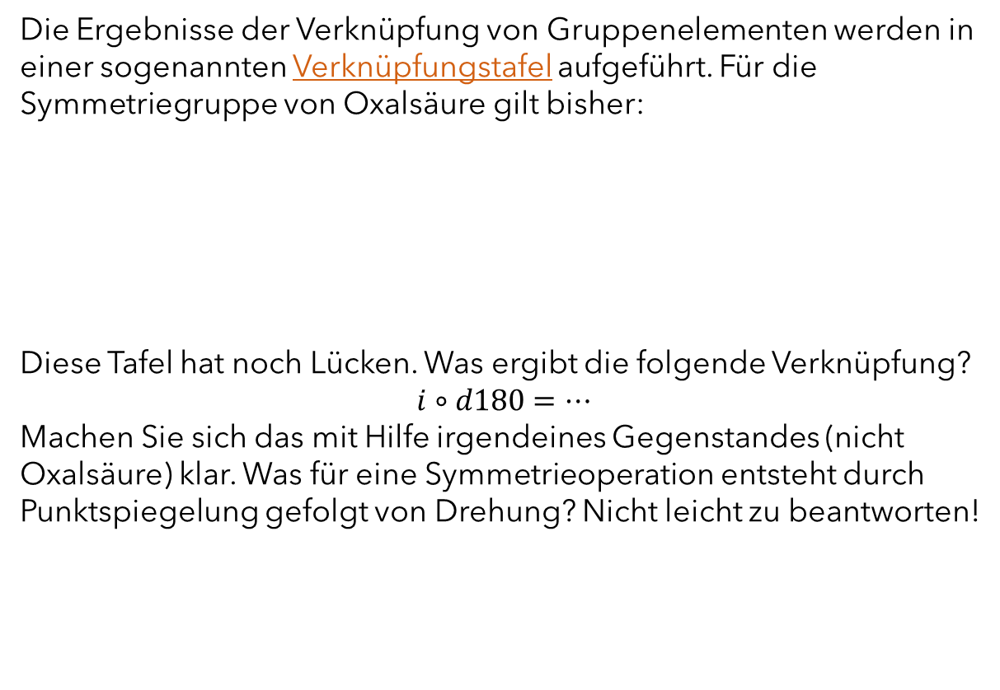 Die Ergebnisse der Verknüpfung von Gruppenelementen werden in
einer sogenannten Verknüpfungstafel aufgeführt. Für die
Symmetriegruppe von Oxalsäure gilt bisher:
Diese Tafel hat noch Lücken. Was ergibt die folgende Verknüpfung?
i ∘ d180 = ⋯
Machen Sie sich das mit Hilfe irgendeines Gegenstandes (nicht
Oxalsäure) klar. Was für eine Symmetrieoperation entsteht durch
Punktspiegelung gefolgt von Drehung? Nicht leicht zu beantworten!